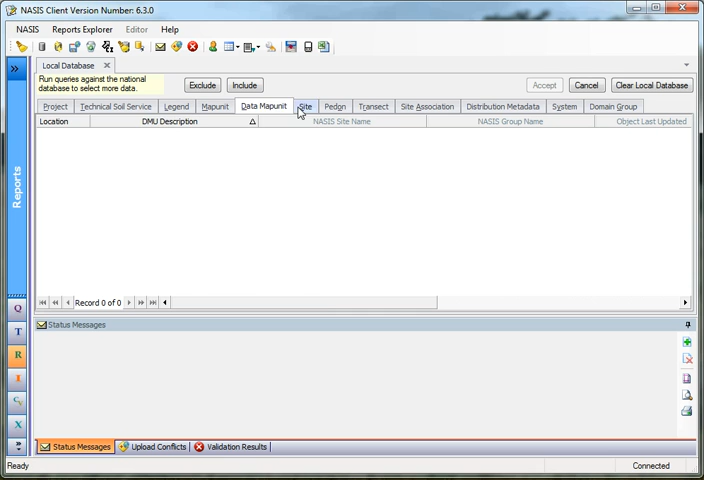 NASIS Client Version Number: 6.3.0
NASIS Reports Explorer Editor Help
Local Database
Run queries against the national
database to select more data.
Exclude Include Accept Cancel Clear Local Database
Project Technical Soil Service Legend Mapunit Data Mapunit Site Pedon Transect Site Association Distribution Metadata System Domain Group
Location DMU Description NASIS Site Name NASIS Group Name Object Last Updated
Reports
Record 0 of 0
Q
T
R
I
X
Status Messages
Status Messages Upload Conflicts Validation Results
Ready Connected